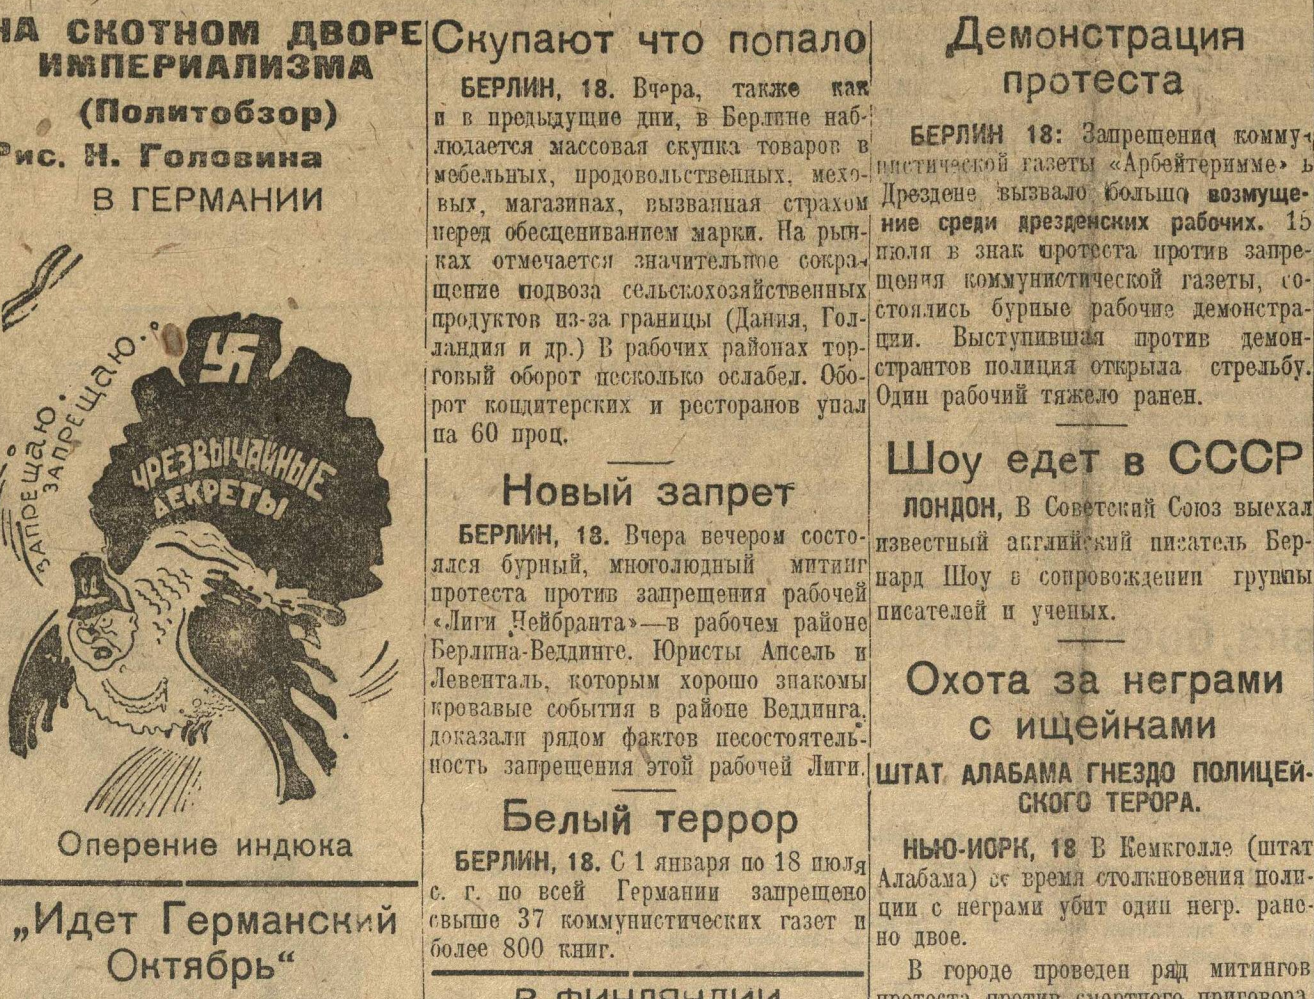 НА СКОТНОМ ДВОРЕ
ИМПЕРИАЛИЗМА
(Политобзор)
Рис. Н. Головина
В ГЕРМАНИИ
ЗАПРЕЩАЮ.
ЗАПРЕЩАЮ.
ЧРЕЗВЫЧАЙНЫЕ
ДЕКРЕТЫ
Оперение индюка
„Идет Германский
Октябрь“
Скупают что попало
БЕРЛИН, 18. Вчера, также как
и в предыдущие дни, в Берлине наб-
людается массовая скупка товаров в
мебельных, продовольственных, мехо-
вых, магазинах, вызванная страхом
перед обесцениванием марки. На рын-
ках отмечается значительное сокра-
щение подвоза сельскохозяйственных
продуктов из-за границы (Дания, Гол-
ландия и др.) В рабочих районах тор-
говый оборот несколько ослабел. Обо-
рот кондитерских и ресторанов упал
на 60 проц.
Новый запрет
БЕРЛИН, 18. Вчера вечером состо-
ялся бурный, многолюдный митинг
протеста против запрещения рабочей
«Лиги Чейбранта»—в рабочем районе
Берлина-Веддинге. Юристы Апсель и
Левенталь, которым хорошо знакомы
кровавые события в районе Веддинга,
доказали рядом фактов несостоятель-
ность запрещения этой рабочей Лиги.
Белый террор
БЕРЛИН, 18. С 1 января по 18 июля
с. г. по всей Германии запрещено
свыше 37 коммунистических газет и
более 800 книг.
В ФИНЛЯНДИИ
Демонстрация
протеста
БЕРЛИН 18: Запрещении комму-
нистической газеты «Арбейтеримме» в
Дрездене вызвало большо возмуще-
ние среди дрезденских рабочих. 15
июля в знак протеста против запре-
щения коммунистической газеты, со-
стоялись бурные рабочие демонстра-
ции. Выступившая против демон-
странтов полиция открыла стрельбу.
Один рабочий тяжело ранен.
Шоу едет в СССР
ЛОНДОН, В Советский Союз выехал
известный английский писатель Бер-
нард Шоу в сопровождении группы
писателей и ученых.
Охота за неграми
с ищейками
ШТАТ АЛАБАМА ГНЕЗДО ПОЛИЦЕЙ-
СКОГО ТЕРОРА.
НЬЮ-ИОРК, 18 В Кемкголле (штат
Алабама) во время столкновения поли-
ции с неграми убит один негр. ране-
но двое.
В городе проведен ряд митингов
протеста против смертного приговора